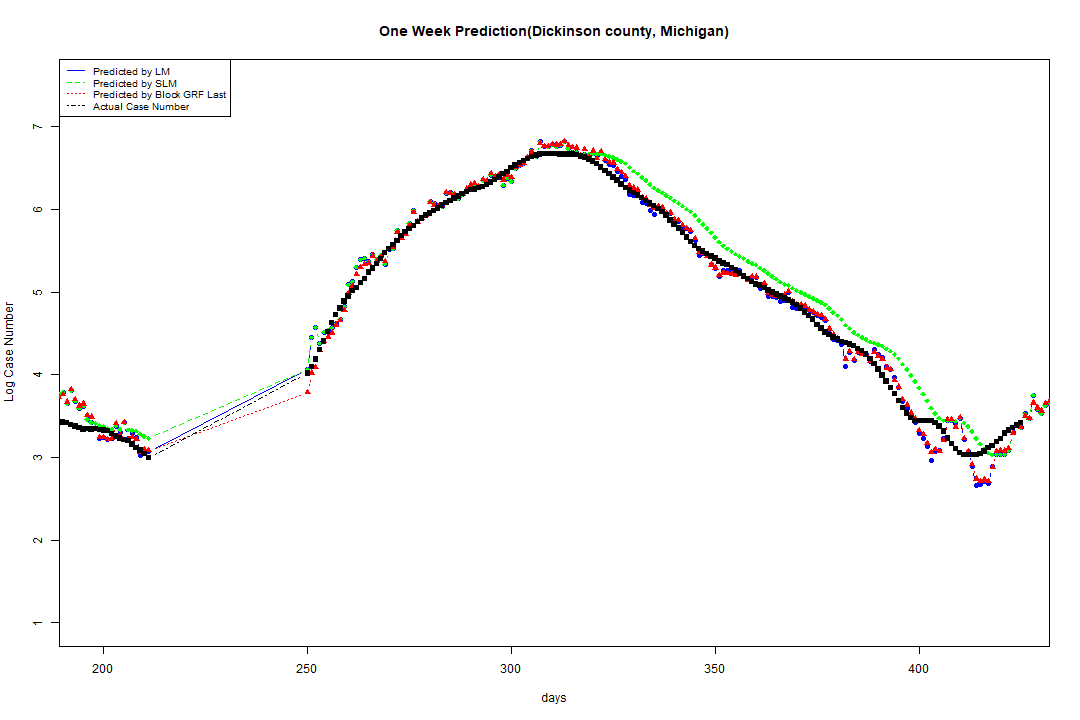 One Week Prediction(Dickinson county, Michigan)
Predicted by LM
Predicted by SLM
Predicted by Block GRF Last
Actual Case Number
Log Case Number
7
6
5
4
3
2
1
200
250
300
350
400
days